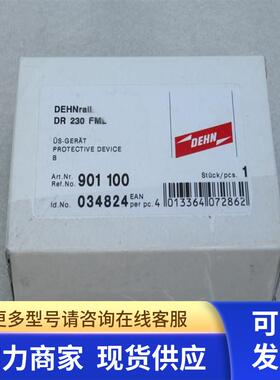 DEHNrail
DR 230 FML
DEHN
ÜS-GERÄT
PROTECTIVE DEVICE
B
Art.Nr.
Ref.No. 901 100
Stück/pcs. 1
Id.No. 034824 EAN per pc. 4 013364 072862
更多型号请咨询在线客服
力商家 现货供应